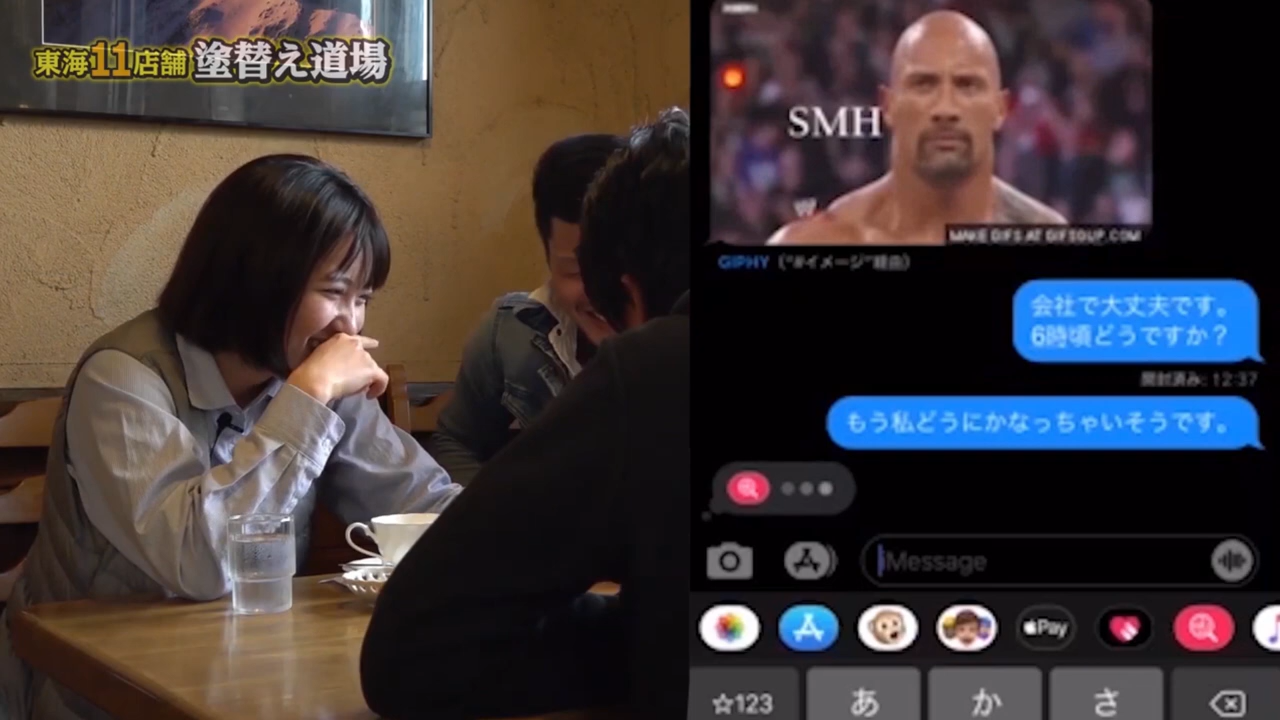 東海11店舗 塗替え道場
SMH
MAKE GIFS AT GIFSOUP.COM
GIPHY ("#イメージ"経由)
会社で大丈夫です。
6時頃どうですか？
開封済み: 12:37
もう私どうにかなっちゃいそうです。
iMessage
Pay
☆123
あ
か
さ